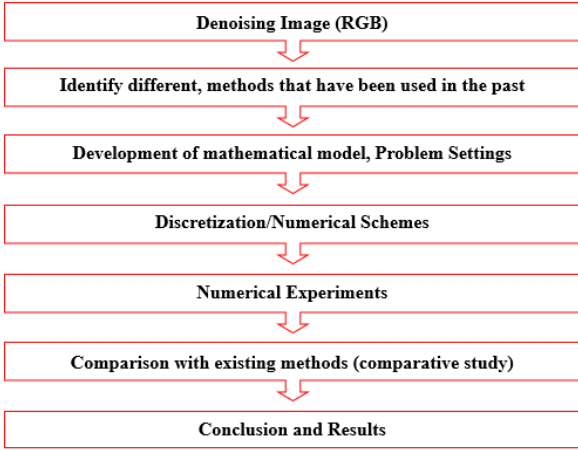 Denoising Image (RGB)
Identify different, methods that have been used in the past
Development of mathematical model, Problem Settings
Discretization/Numerical Schemes
Numerical Experiments
Comparison with existing methods (comparative study)
Conclusion and Results